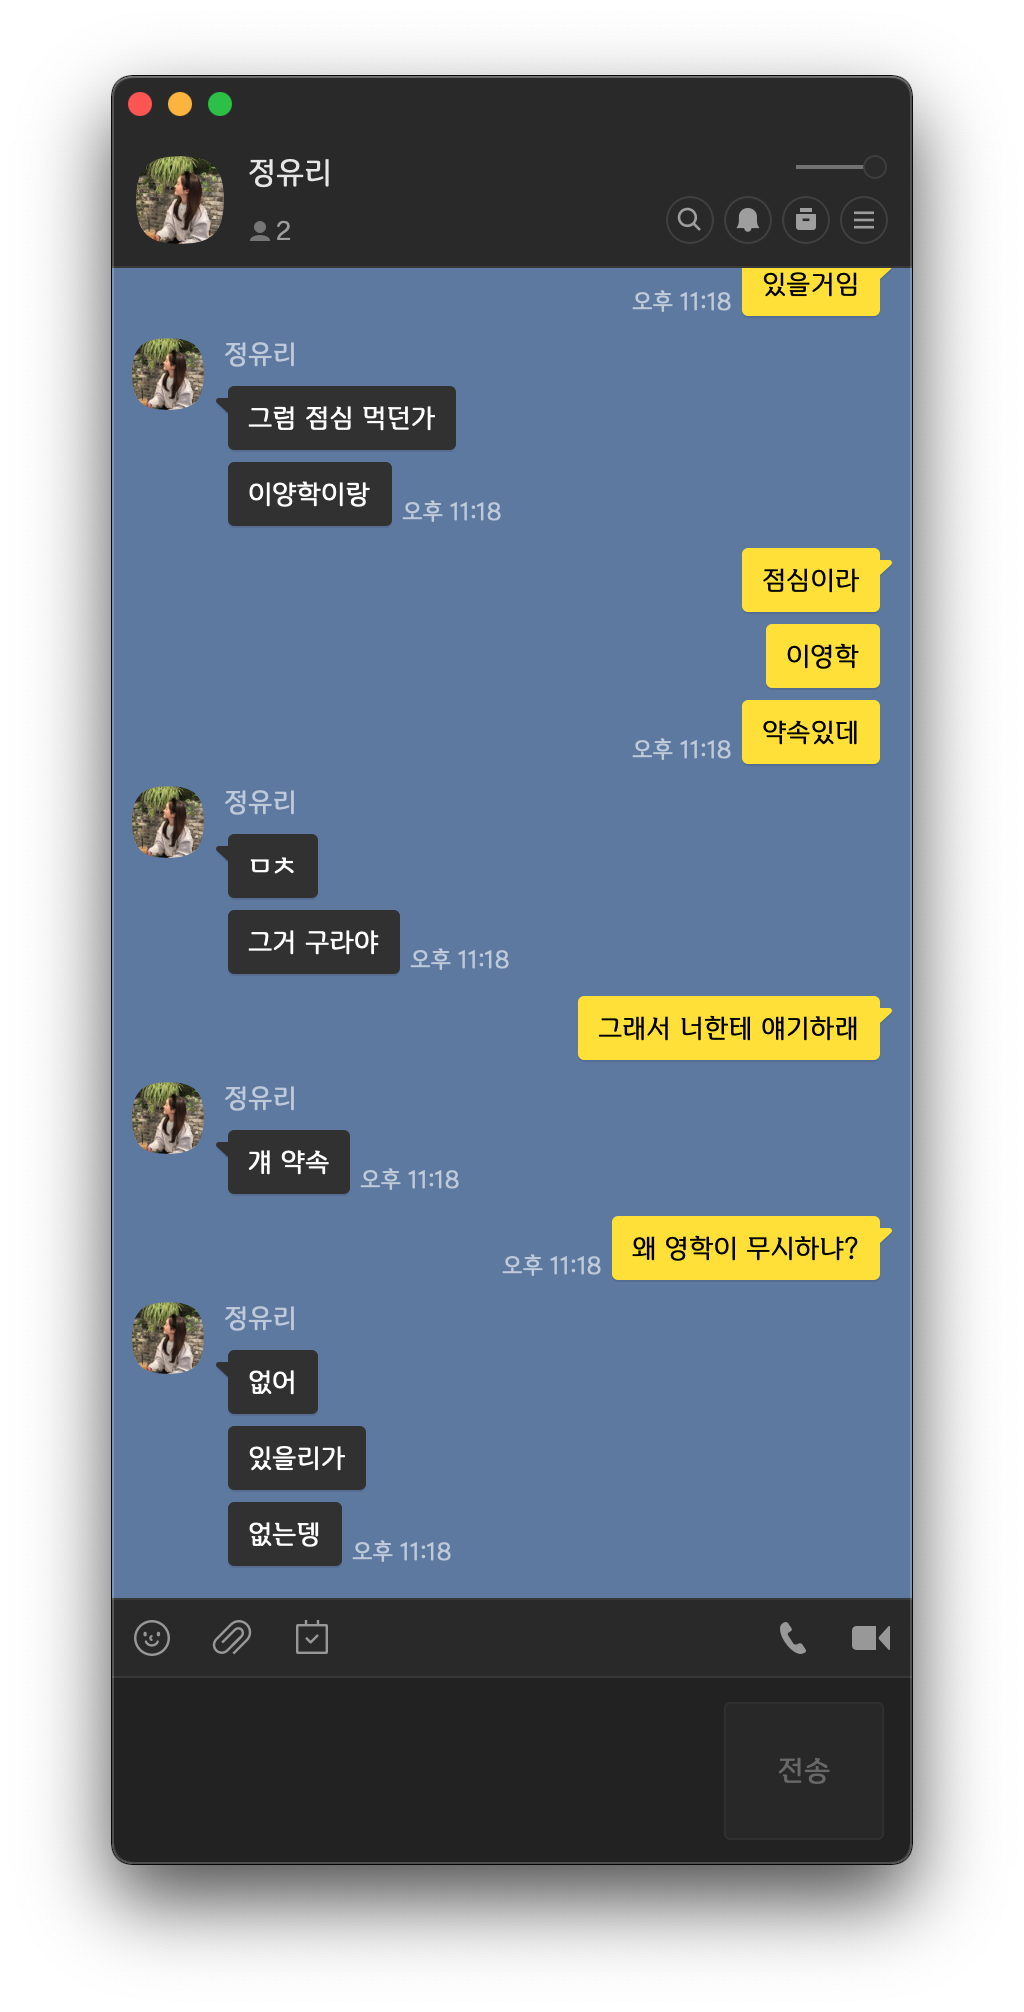 정유리
2
있을거임
오후 11:18
정유리
그럼 점심 먹던가
이양학이랑
오후 11:18
점심이라
이영학
약속있데
오후 11:18
정유리
ㅁㅊ
그거 구라야
오후 11:18
그래서 너한테 얘기하래
정유리
걔 약속
오후 11:18
왜 영학이 무시하냐?
오후 11:18
정유리
없어
있을리가
없는뎅
오후 11:18
전송